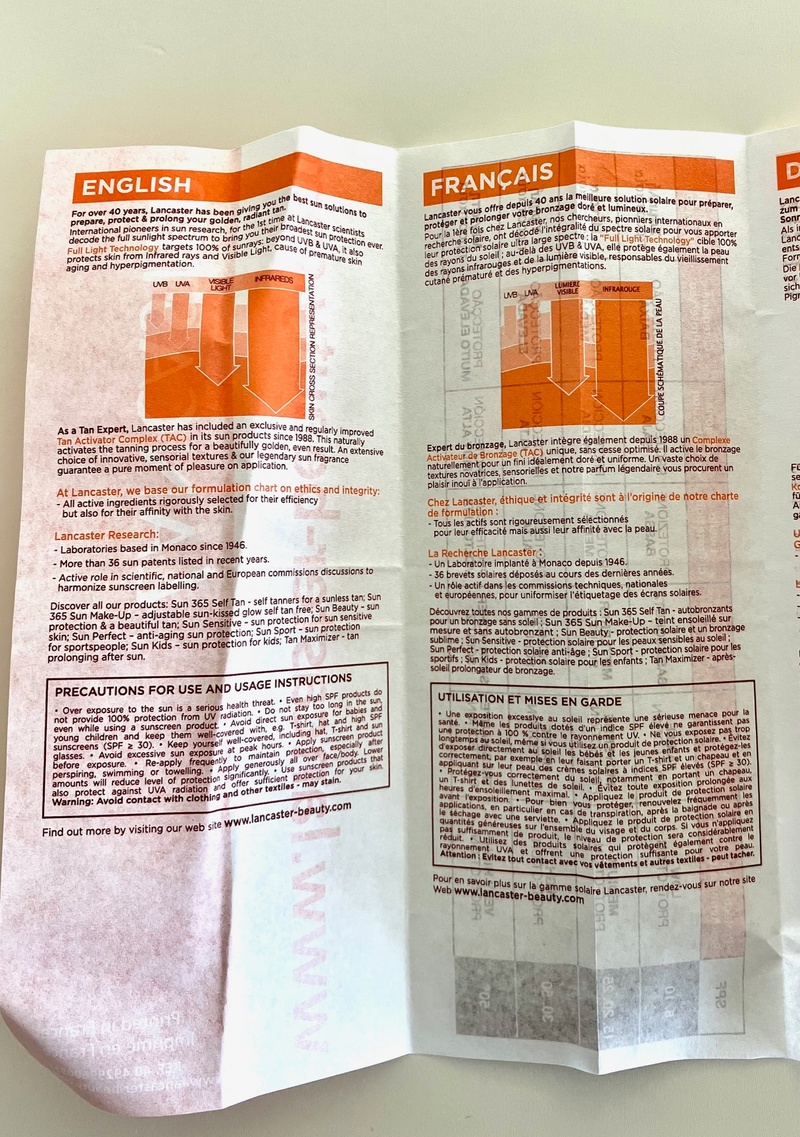 ENGLISH
For over 40 years, Lancaster has been giving you the best sun solutions to
prepare, protect & prolong your golden, radiant tan.
International pioneers in sun research, for the 1st time at Lancaster scientists
decode the full sunlight spectrum to bring you their broadest sun protection ever.
Full Light Technology targets 100% of sunrays; beyond UVB & UVA, it also
protects skin from Infrared rays and Visible Light, Cause of premature skin
aging and hyperpigmentation.
UVB UVA VISIBLE LIGHT INFRAREDS
SKIN CROSS SECTION REPRESENTATION
As a Tan Expert, Lancaster has included an exclusive and regularly improved
Tan Activator Complex (TAC) in its sun products since 1988. This naturally
activates the tanning process for a beautifully golden, even result. An extensive
choice of innovative, sensorial textures & our legendary sun fragrance
guarantee a pure moment of pleasure on application.
At Lancaster, we base our formulation chart on ethics and integrity:
- All active ingredients rigorously selected for their efficiency
but also for their affinity with the skin.
Lancaster Research:
- Laboratories based in Monaco since 1946.
- More than 36 sun patents listed in recent years.
- Active role in scientific, national and European commissions discussions to
harmonize sunscreen labelling.
Discover all our products: Sun 365 Self Tan - self tanners for a sunless tan; Sun
365 Sun Make-Up – adjustable sun-kissed glow self tan free; Sun Beauty – sun
protection & a beautiful tan; Sun Sensitive - sun protection for sun sensitive
skin; Sun Perfect – anti-aging sun protection; Sun Sport – sun protection
for sportspeople; Sun Kids – sun protection for kids; Tan Maximizer - tan
prolonging after sun.
PRECAUTIONS FOR USE AND USAGE INSTRUCTIONS
• Over exposure to the sun is a serious health threat. • Even high SPF products do
not provide 100% protection from UV radiation. • Do not stay too long in the sun,
even while using a sunscreen product. • Avoid direct sun exposure for babies and
young children and keep them well-covered with, e.g. T-shirt, hat and high SPF
sunscreens (SPF ≥ 30). • Keep yourself well-covered, including hat, T-shirt and sun
glasses. • Avoid excessive sun exposure at peak hours. • Apply sunscreen product
before exposure. • Re-apply frequently to maintain protection, especially after
perspiring, swimming or towelling. • Apply generously all over face/body. Lower
amounts will reduce level of protection significantly. • Use sunscreen products that
also protect against UVA radiation and offer sufficient protection for your skin.
Warning: Avoid contact with clothing and other textiles - may stain.
Find out more by visiting our web site www.lancaster-beauty.com
FRANÇAIS
Lancaster vous offre depuis 40 ans la meilleure solution solaire pour préparer,
protéger et prolonger votre bronzage doré et lumineux.
Pour la 1ère fois chez Lancaster, nos chercheurs, pionniers internationaux en
recherche solaire, ont décodé l'intégralité du spectre solaire pour vous apporter
leur protection solaire ultra large spectre : la "Full Light Technology" cible 100%
des rayons du soleil ; au-delà des UVB & UVA, elle protège également la peau
des rayons infrarouges et de la lumière visible, responsables du vieillissement
cutané prématuré et des hyperpigmentations.
UVB UVA LUMIÈRE VISIBLE INFRAROUGE
COUPE SCHÉMATIQUE DE LA PEAU
Expert du bronzage, Lancaster intègre également depuis 1988 un Complexe
Activateur de Bronzage (TAC) unique, sans cesse optimisé. Il active le bronzage
naturellement pour un fini idéalement doré et uniforme. Un vaste choix de
textures novatrices, sensorielles et notre parfum légendaire vous procurent un
plaisir inouï à l'application.
Chez Lancaster, éthique et intégrité sont à l'origine de notre charte
de formulation :
- Tous les actifs sont rigoureusement sélectionnés
pour leur efficacité mais aussi leur affinité avec la peau.
La Recherche Lancaster :
- Un Laboratoire implanté à Monaco depuis 1946.
- 36 brevets solaires déposés au cours des dernières années.
- Un rôle actif dans les commissions techniques, nationales
et européennes, pour uniformiser l'étiquetage des écrans solaires.
Découvrez toutes nos gammes de produits : Sun 365 Self Tan - autobronzants
pour un bronzage sans soleil ; Sun 365 Sun Make-Up – teint ensoleillé sur
mesure et sans autobronzant ; Sun Beauty - protection solaire et un bronzage
sublime ; Sun Sensitive - protection solaire pour les peaux sensibles au soleil ;
Sun Perfect - protection solaire anti-âge ; Sun Sport - protection solaire pour les
sportifs ; Sun Kids - protection solaire pour les enfants ; Tan Maximizer - après-
soleil prolongateur de bronzage.
UTILISATION ET MISES EN GARDE
• Une exposition excessive au soleil représente une sérieuse menace pour la
santé. • Même les produits dotés d'un indice SPF élevé ne garantissent pas
une protection à 100 % contre le rayonnement UV. • Ne vous exposez pas trop
longtemps au soleil, même si vous utilisez un produit de protection solaire. • Évitez
d'exposer directement au soleil les bébés et les jeunes enfants et protégez-les
correctement, par exemple en leur faisant porter un T-shirt et un chapeau et en
appliquant sur leur peau des crèmes solaires à indices SPF élevés (SPF ≥ 30).
• Protégez-vous correctement du soleil, notamment en portant un chapeau,
un T-shirt et des lunettes de soleil. • Évitez toute exposition prolongée aux
heures d'ensoleillement maximal. • Appliquez le produit de protection solaire
avant l'exposition. • Pour bien vous protéger, renouvelez fréquemment les
applications, en particulier en cas de transpiration, après la baignade ou après
le séchage avec une serviette. • Appliquez le produit de protection solaire en
quantités généreuses sur l'ensemble du visage et du corps. Si vous n'appliquez
pas suffisamment de produit, le niveau de protection sera considérablement
réduit. • Utilisez des produits solaires qui protègent également contre le
rayonnement UVA et offrent une protection suffisante pour votre peau.
Attention : Evitez tout contact avec vos vêtements et autres textiles - peut tacher.
Pour en savoir plus sur la gamme solaire Lancaster, rendez-vous sur notre site
Web www.lancaster-beauty.com